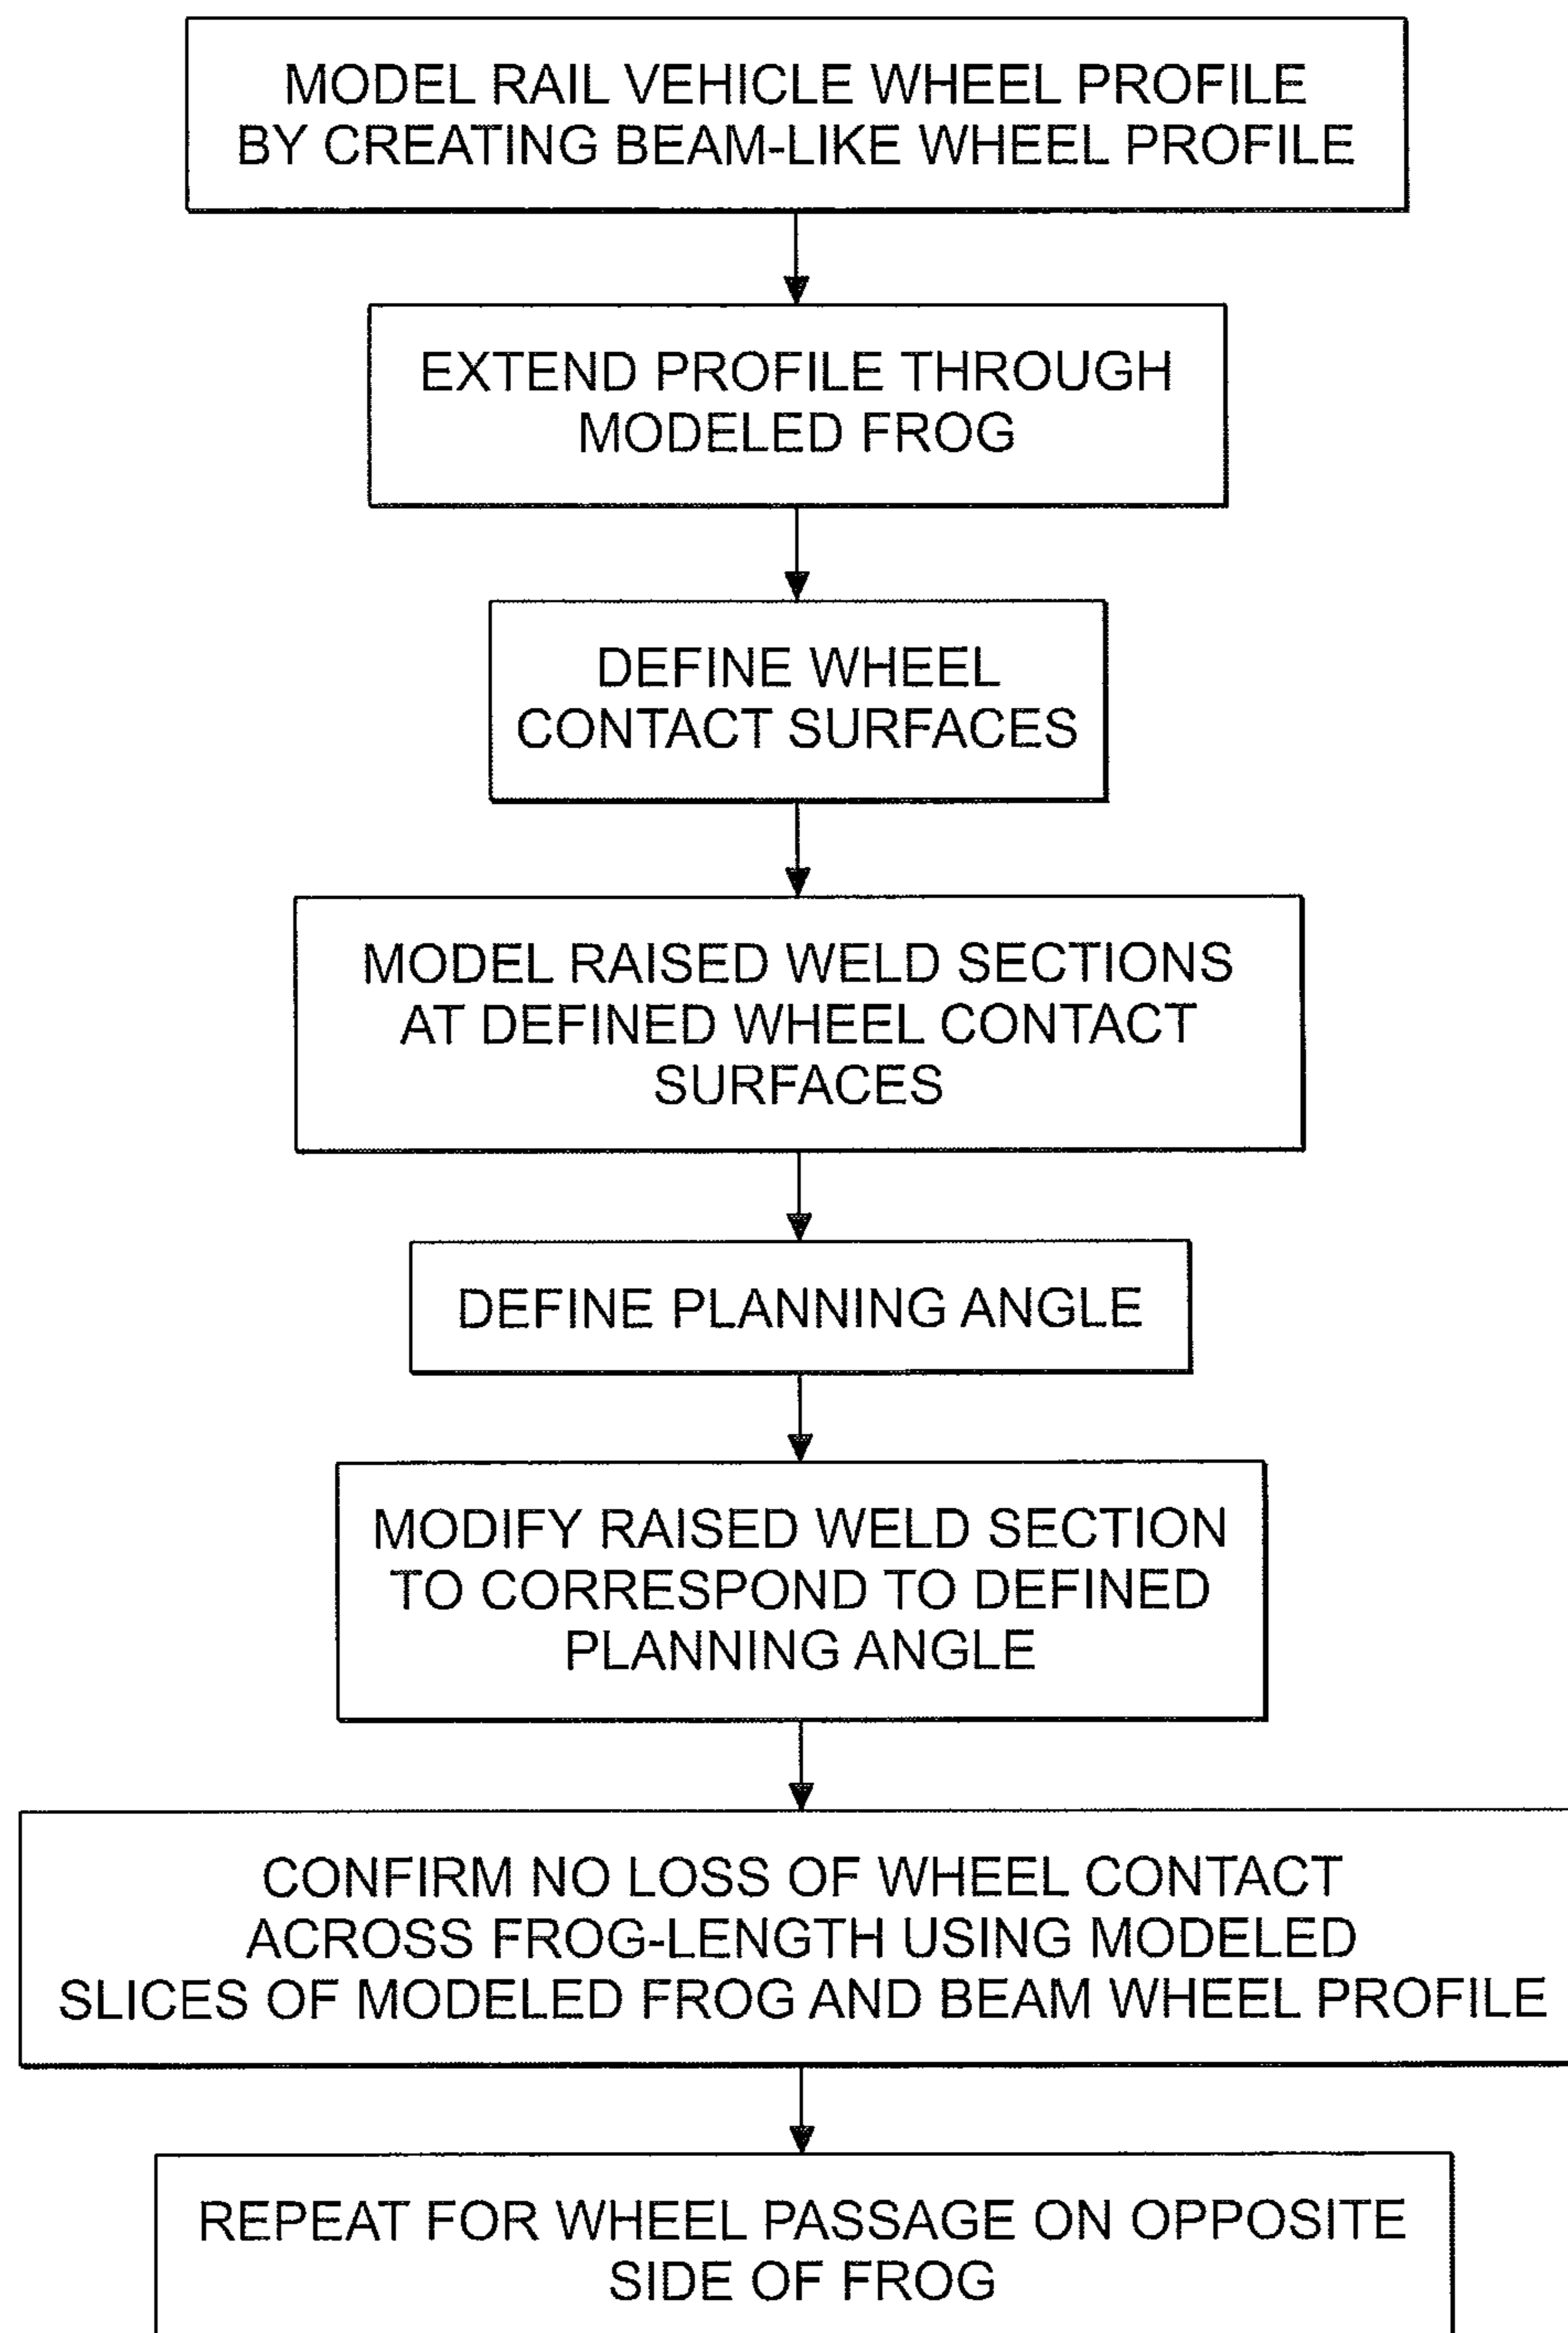 MODEL RAIL VEHICLE WHEEL PROFILE
BY CREATING BEAM-LIKE WHEEL PROFILE
EXTEND PROFILE THROUGH
MODELED FROG
DEFINE WHEEL
CONTACT SURFACES
MODEL RAISED WELD SECTIONS
AT DEFINED WHEEL CONTACT
SURFACES
DEFINE PLANNING ANGLE
MODIFY RAISED WELD SECTION
TO CORRESPOND TO DEFINED
PLANNING ANGLE
CONFIRM NO LOSS OF WHEEL CONTACT
ACROSS FROG-LENGTH USING MODELED
SLICES OF MODELED FROG AND BEAM WHEEL PROFILE
REPEAT FOR WHEEL PASSAGE ON OPPOSITE
SIDE OF FROG